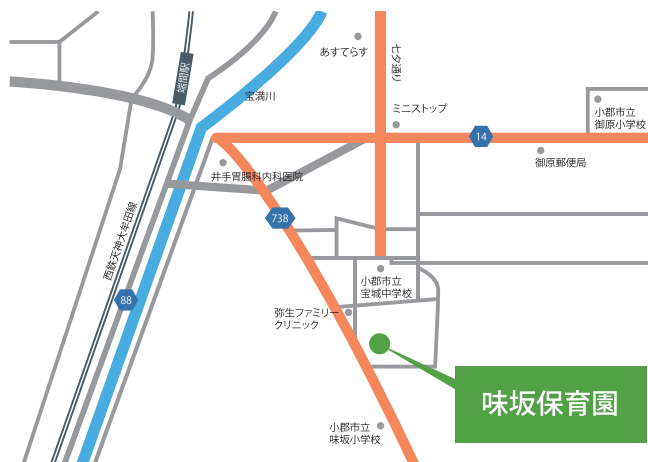 あすてらす
七夕通り
端間駅
宝満川
ミニストップ
小郡市立
御原小学校
14
御原郵便局
井手胃腸科内科医院
738
西鉄天神大牟田線
小郡市立
宝城中学校
88
弥生ファミリー
クリニック
味坂保育園
小郡市立
味坂小学校